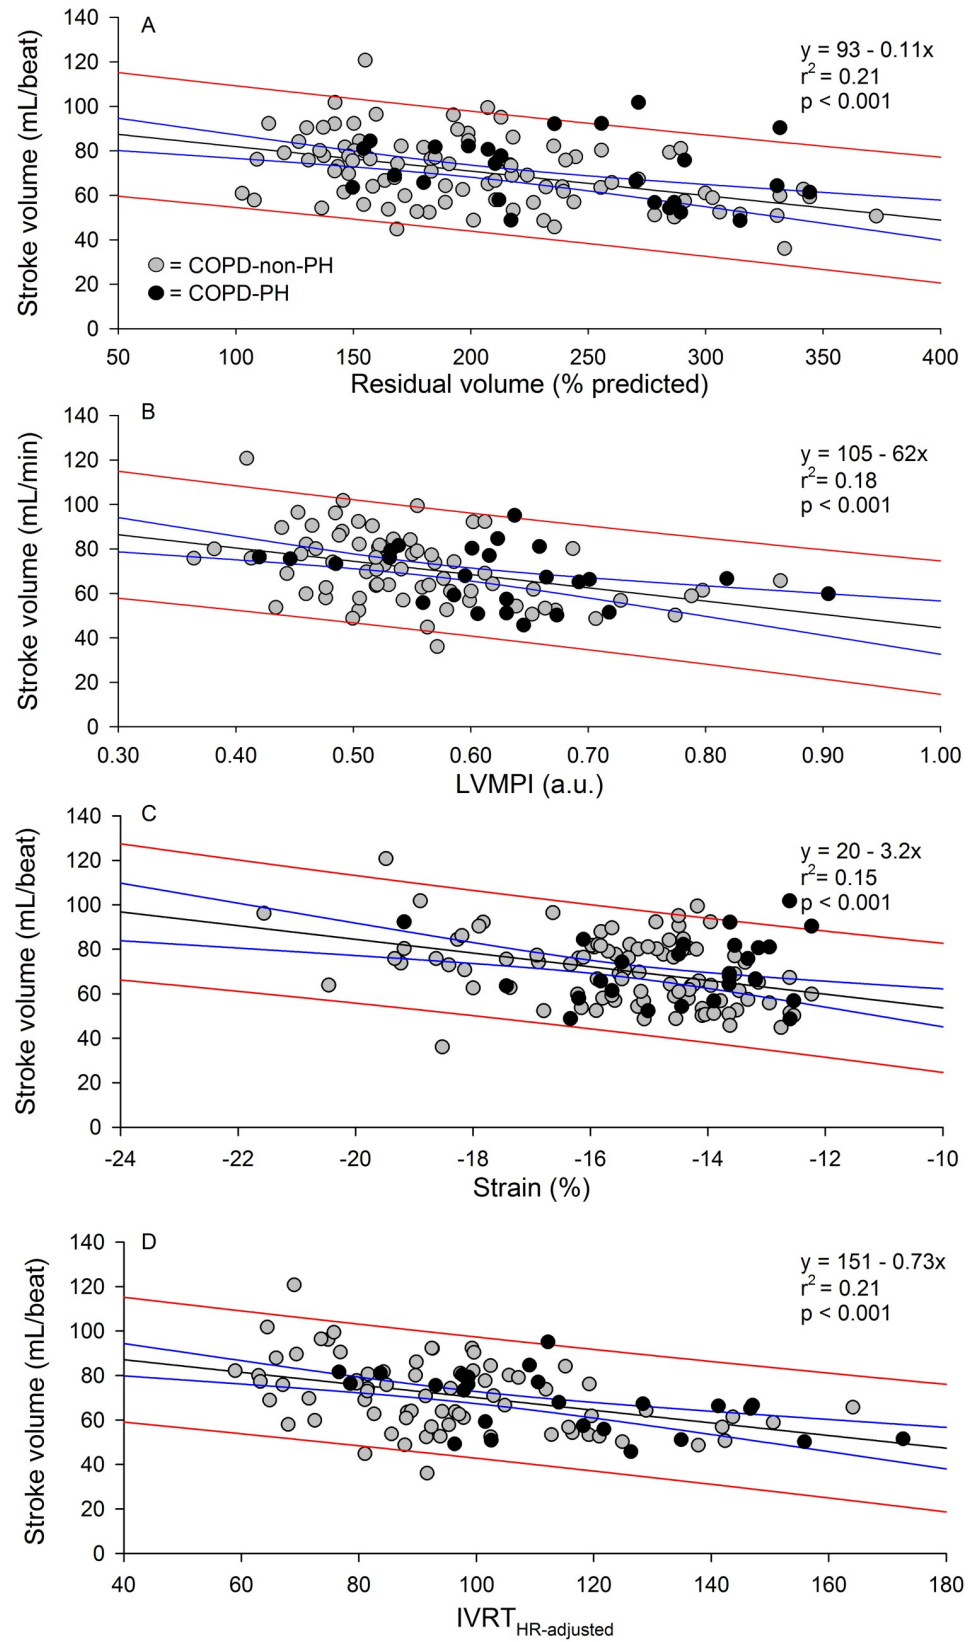 A
140
120
100
80
60
40
20
0
Stroke volume (mL/beat)
y = 93 - 0.11x
r2 = 0.21
p < 0.001
= COPD-non-PH
= COPD-PH
50 100 150 200 250 300 350 400
Residual volume (% predicted)
B
140
120
100
80
60
40
20
0
Stroke volume (mL/min)
y = 105 - 62x
r2= 0.18
p < 0.001
0.30 0.40 0.50 0.60 0.70 0.80 0.90 1.00
LVMPI (a.u.)
C
140
120
100
80
60
40
20
0
Stroke volume (mL/beat)
y = 20 - 3.2x
r2= 0.15
p < 0.001
-24 -22 -20 -18 -16 -14 -12 -10
Strain (%)
D
140
120
100
80
60
40
20
0
Stroke volume (mL/beat)
y = 151 - 0.73x
r2 = 0.21
p < 0.001
40 60 80 100 120 140 160 180
IVRTHR-adjusted